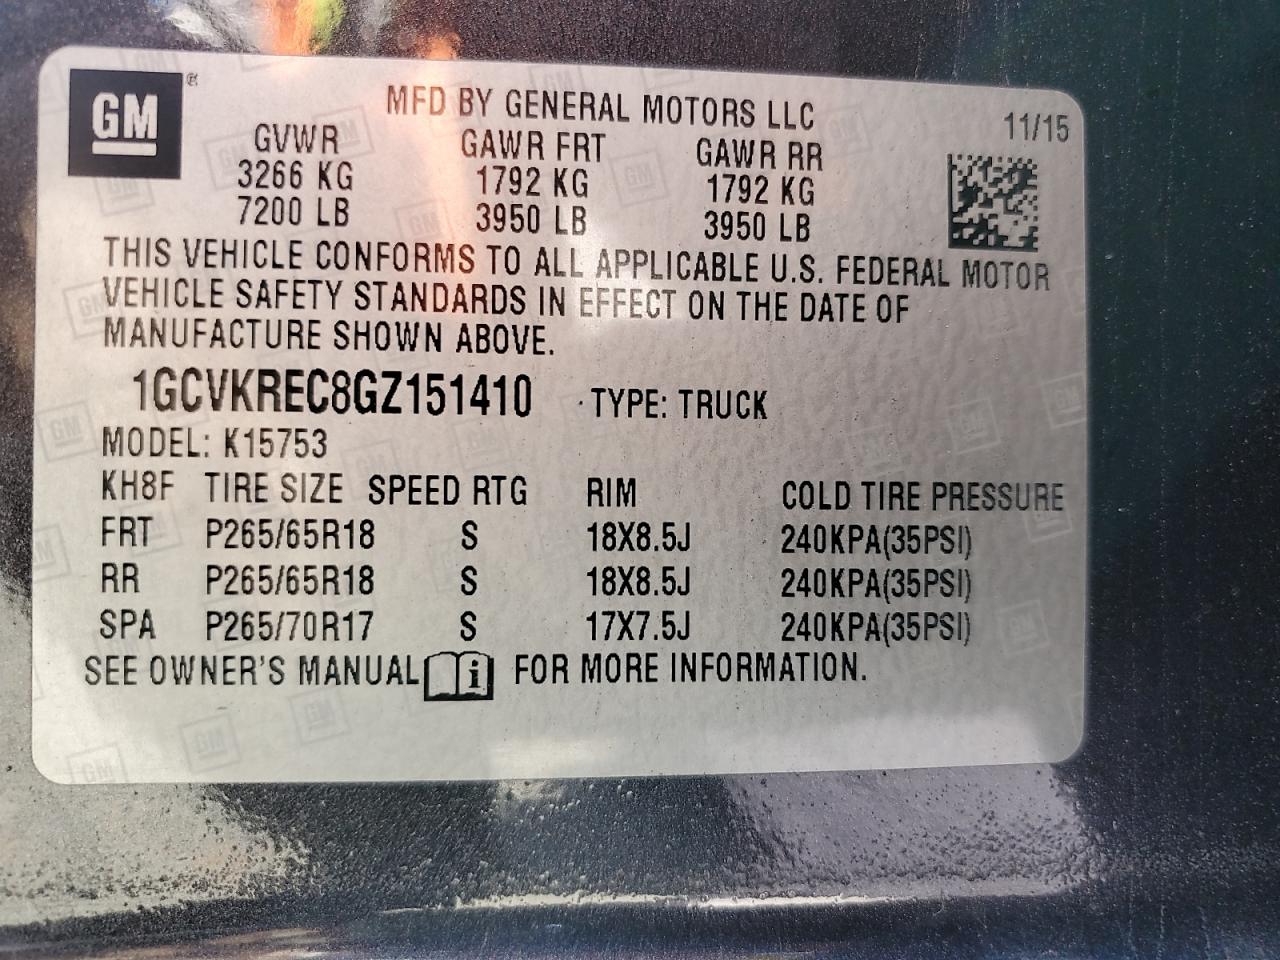 GM ®
MFD BY GENERAL MOTORS LLC
11/15
GVWR GAWR FRT GAWR RR
3266 KG 1792 KG 1792 KG
7200 LB 3950 LB 3950 LB
THIS VEHICLE CONFORMS TO ALL APPLICABLE U.S. FEDERAL MOTOR
VEHICLE SAFETY STANDARDS IN EFFECT ON THE DATE OF
MANUFACTURE SHOWN ABOVE.
1GCVKREC8GZ151410 TYPE: TRUCK
MODEL: K15753
KH8F TIRE SIZE SPEED RTG RIM COLD TIRE PRESSURE
FRT P265/65R18 S 18X8.5J 240KPA(35PSI)
RR P265/65R18 S 18X8.5J 240KPA(35PSI)
SPA P265/70R17 S 17X7.5J 240KPA(35PSI)
SEE OWNER'S MANUAL i FOR MORE INFORMATION.